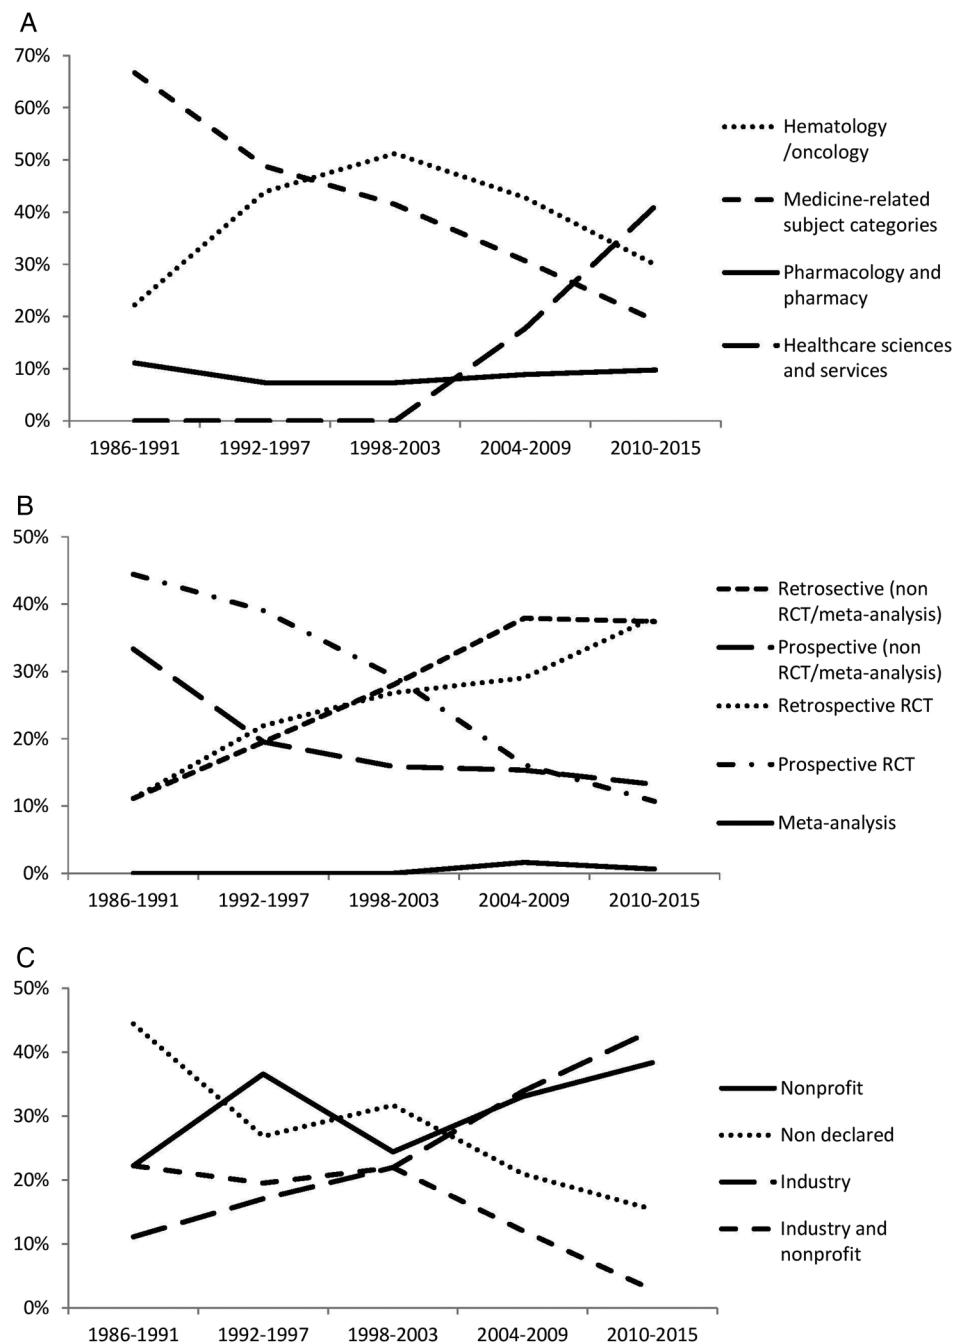 A
70%
60%
50%
40%
30%
20%
10%
0%
1986-1991 1992-1997 1998-2003 2004-2009 2010-2015
Hematology
/oncology
Medicine-related
subject categories
Pharmacology and
pharmacy
Healthcare sciences
and services
B
50%
40%
30%
20%
10%
0%
1986-1991 1992-1997 1998-2003 2004-2009 2010-2015
Retrosective (non
RCT/meta-analysis)
Prospective (non
RCT/meta-analysis)
Retrospective RCT
Prospective RCT
Meta-analysis
C
50%
40%
30%
20%
10%
0%
1986-1991 1992-1997 1998-2003 2004-2009 2010-2015
Nonprofit
Non declared
Industry
Industry and
nonprofit